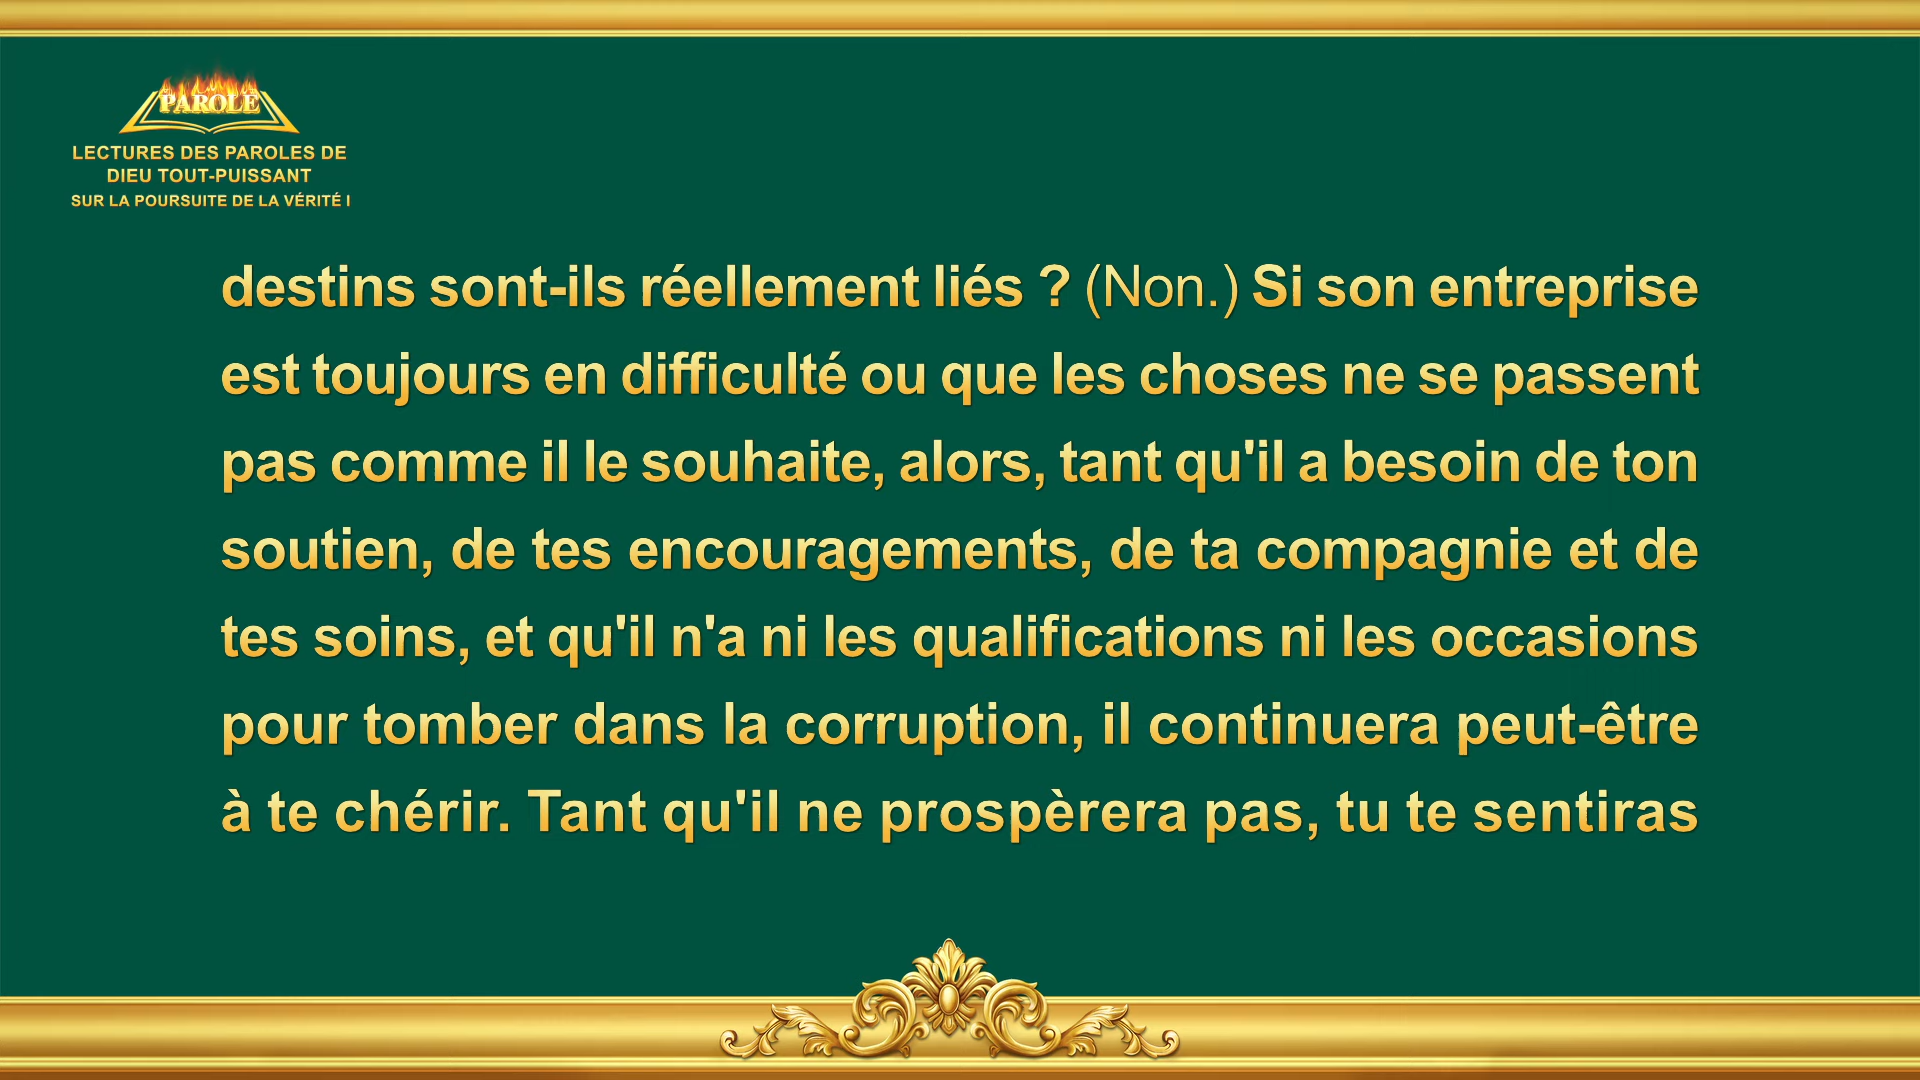 PAROLE
LECTURES DES PAROLES DE
DIEU TOUT-PUISSANT
SUR LA POURSUITE DE LA VÉRITÉ I
destins sont-ils réellement liés ? (Non.) Si son entreprise
est toujours en difficulté ou que les choses ne se passent
pas comme il le souhaite, alors, tant qu'il a besoin de ton
soutien, de tes encouragements, de ta compagnie et de
tes soins, et qu'il n'a ni les qualifications ni les occasions
pour tomber dans la corruption, il continuera peut-être
à te chérir. Tant qu'il ne prospèrera pas, tu te sentiras